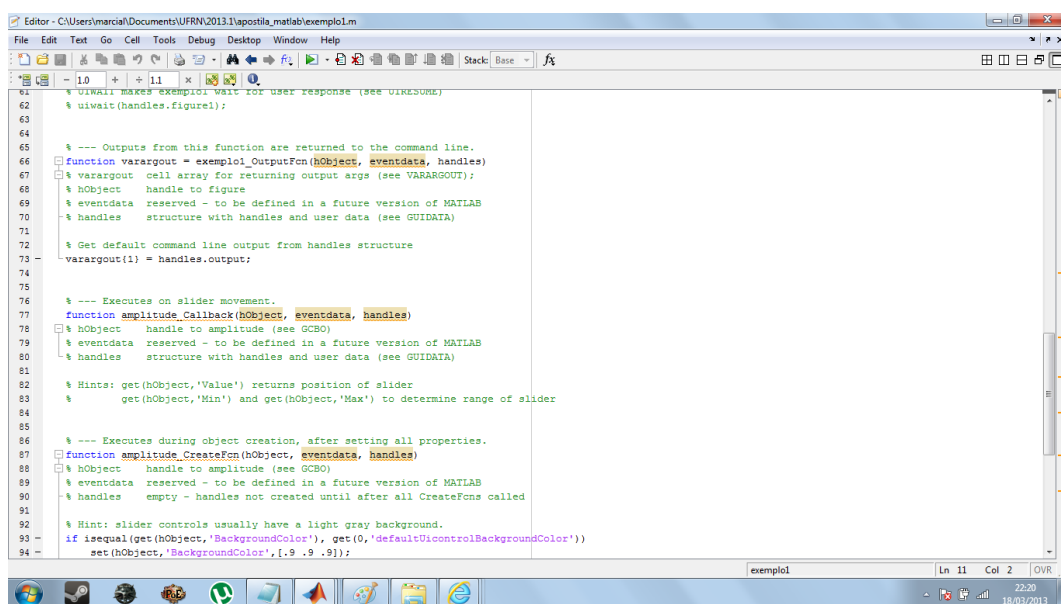 Editor - C:\Users\marcial\Documents\UFRN\2013.1\apostila_matlab\exemplo1.m
File Edit Text Go Cell Tools Debug Desktop Window Help
Stack: Base fx
- 1.0 + ÷ 1.1 ×
61 % UIWAIT makes exemplo1 wait for user response (see UIRESUME)
62 % uiwait(handles.figure1);
63
64
65 % --- Outputs from this function are returned to the command line.
66 function varargout = exemplo1_OutputFcn(hObject, eventdata, handles)
67 % varargout cell array for returning output args (see VARARGOUT);
68 % hObject handle to figure
69 % eventdata reserved - to be defined in a future version of MATLAB
70 % handles structure with handles and user data (see GUIDATA)
71
72 % Get default command line output from handles structure
73 - varargout{1} = handles.output;
74
75
76 % --- Executes on slider movement.
77 function amplitude_Callback(hObject, eventdata, handles)
78 % hObject handle to amplitude (see GCBO)
79 % eventdata reserved - to be defined in a future version of MATLAB
80 % handles structure with handles and user data (see GUIDATA)
81
82 % Hints: get(hObject,'Value') returns position of slider
83 % get(hObject,'Min') and get(hObject,'Max') to determine range of slider
84
85
86 % --- Executes during object creation, after setting all properties.
87 function amplitude_CreateFcn(hObject, eventdata, handles)
88 % hObject handle to amplitude (see GCBO)
89 % eventdata reserved - to be defined in a future version of MATLAB
90 % handles empty - handles not created until after all CreateFcns called
91
92 % Hint: slider controls usually have a light gray background.
93 - if isequal(get(hObject,'BackgroundColor'), get(0,'defaultUicontrolBackgroundColor'))
94 - set(hObject,'BackgroundColor',[.9 .9 .9]);
exemplo1 Ln 11 Col 2 OVR
PoE
22:20
18/03/2013